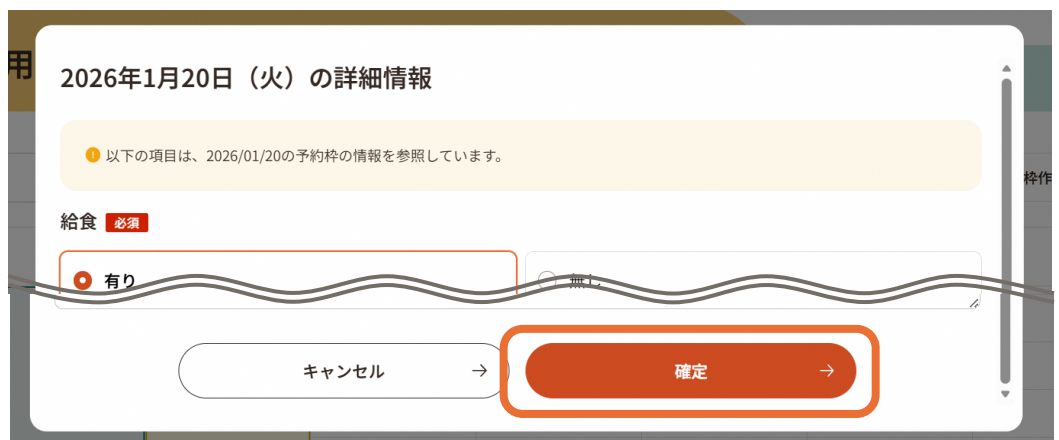 用
2026年1月20日（火）の詳細情報
以下の項目は、2026/01/20の予約枠の情報を参照しています。
枠作
給食 必須
有り
無し
キャンセル
確定